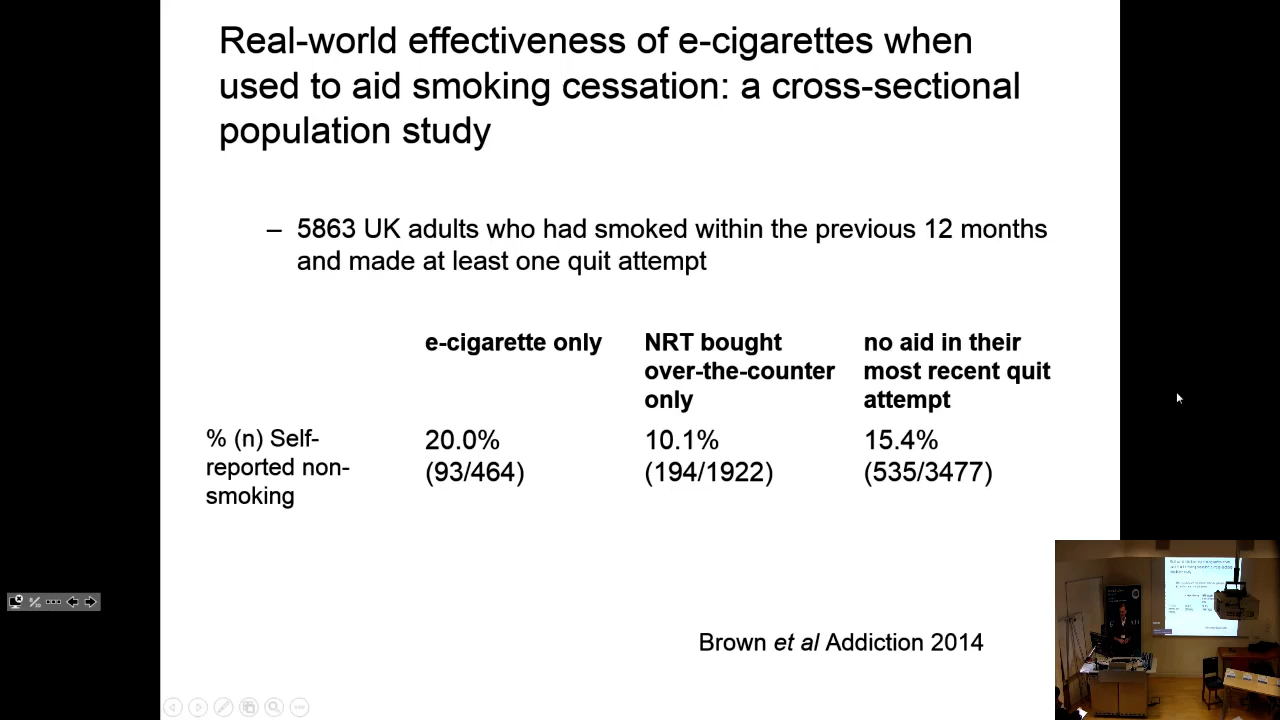 Real-world effectiveness of e-cigarettes when
used to aid smoking cessation: a cross-sectional
population study
– 5863 UK adults who had smoked within the previous 12 months
and made at least one quit attempt
e-cigarette only
NRT bought
over-the-counter
only
no aid in their
most recent quit
attempt
% (n) Self-
reported non-
smoking
20.0%
(93/464)
10.1%
(194/1922)
15.4%
(535/3477)
Brown et al Addiction 2014